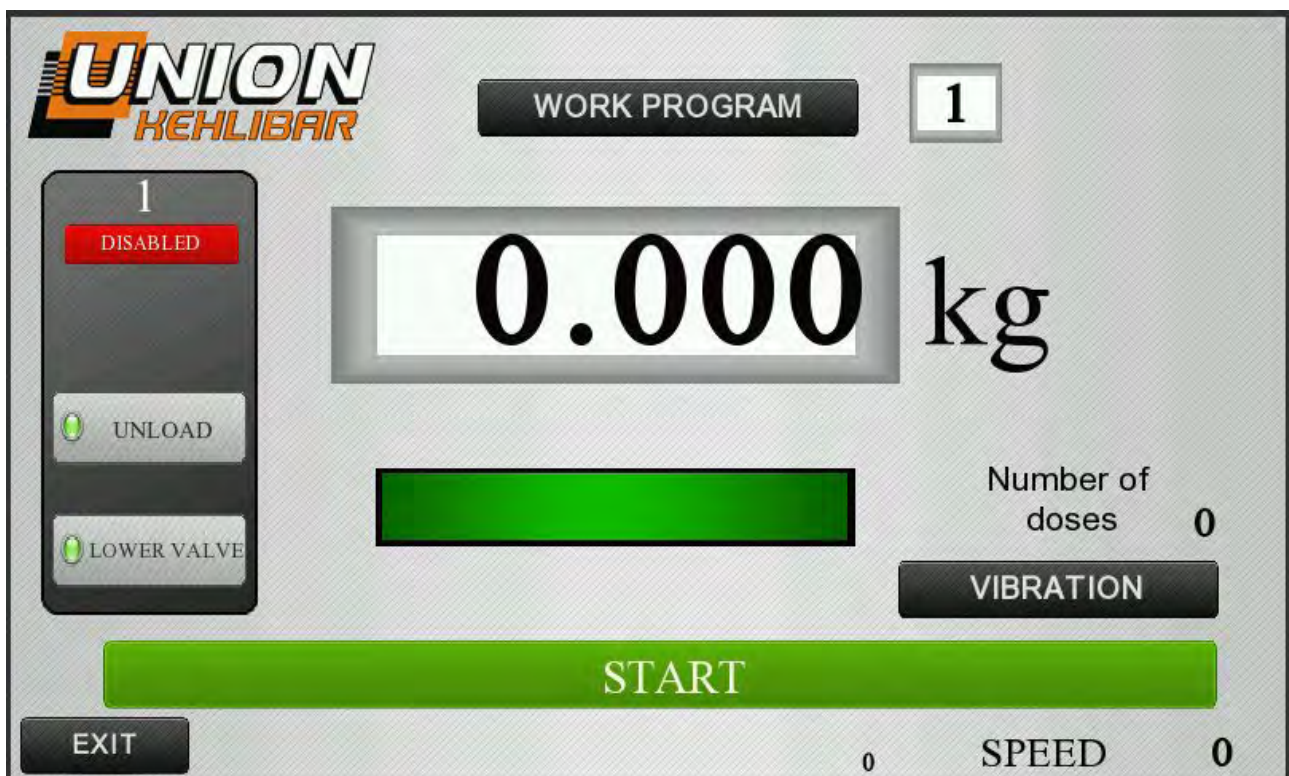 UNION
KEHLIBAR
WORK PROGRAM
1
1
DISABLED
0.000 kg
UNLOAD
LOWER VALVE
Number of
doses 0
VIBRATION
START
EXIT
0 SPEED 0